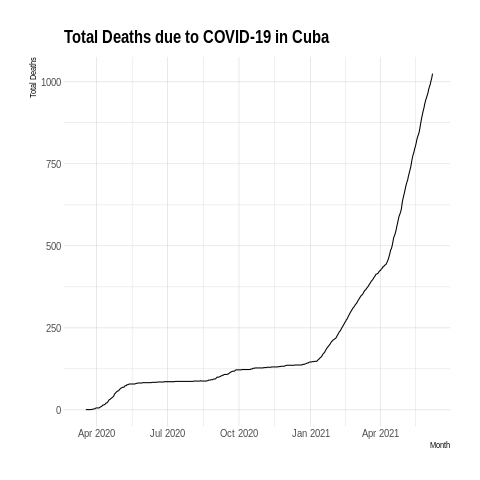 Total Deaths due to COVID-19 in Cuba
Total Deaths
1000
750
500
250
0
Apr 2020 Jul 2020 Oct 2020 Jan 2021 Apr 2021
Month